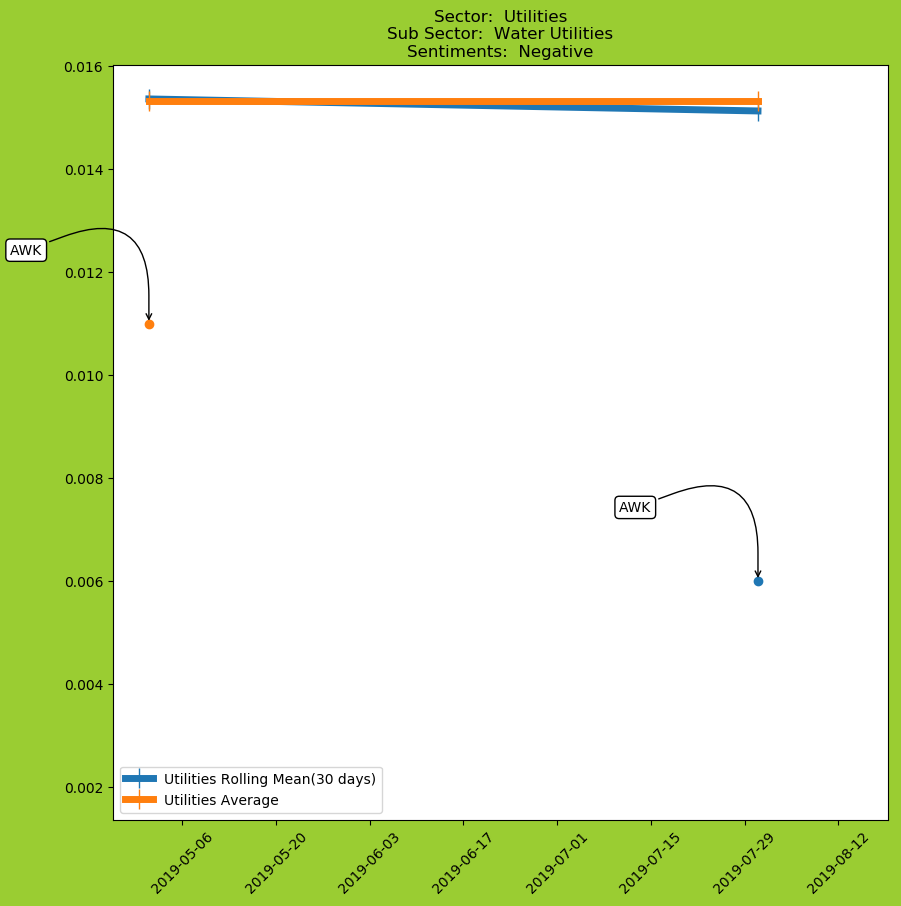 Sector:  Utilities
Sub Sector:  Water Utilities
Sentiments:  Negative
0.016
0.014
AWK
0.012
0.010
0.008
AWK
0.006
0.004
0.002
Utilities Rolling Mean(30 days)
Utilities Average
2019-05-06
2019-05-20
2019-06-03
2019-06-17
2019-07-01
2019-07-15
2019-07-29
2019-08-12